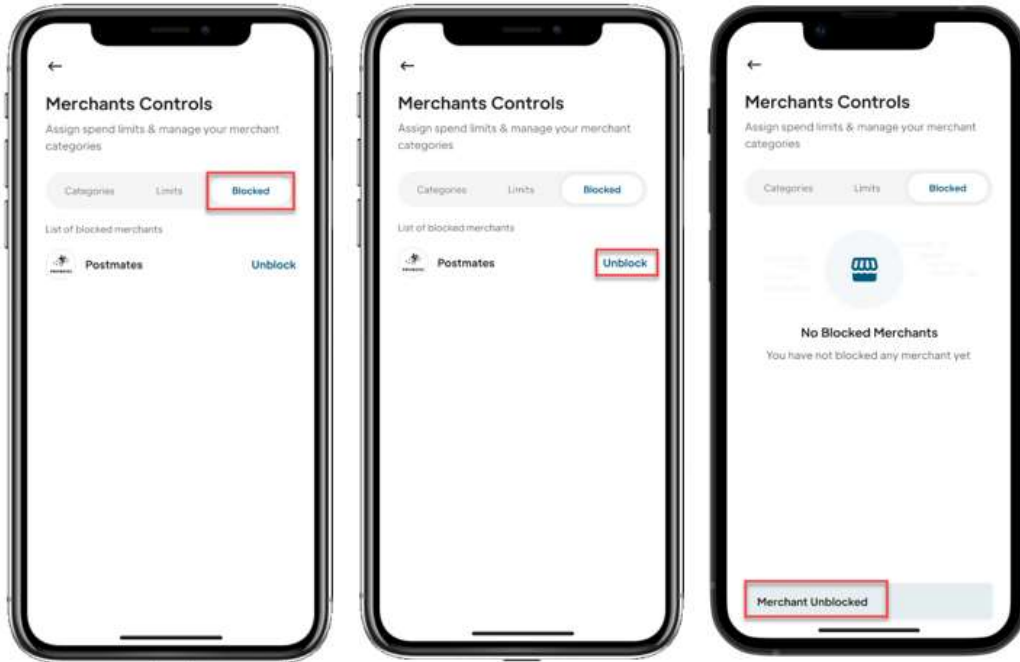 Merchants Controls
Assign spend limits & manage your merchant
categories
Categories Limits Blocked
List of blocked merchants
Postmates Unblock
Merchants Controls
Assign spend limits & manage your merchant
categories
Categories Limits Blocked
List of blocked merchants
Postmates Unblock
Merchants Controls
Assign spend limits & manage your merchant
categories
Categories Limits Blocked
No Blocked Merchants
You have not blocked any merchant yet
Merchant Unblocked